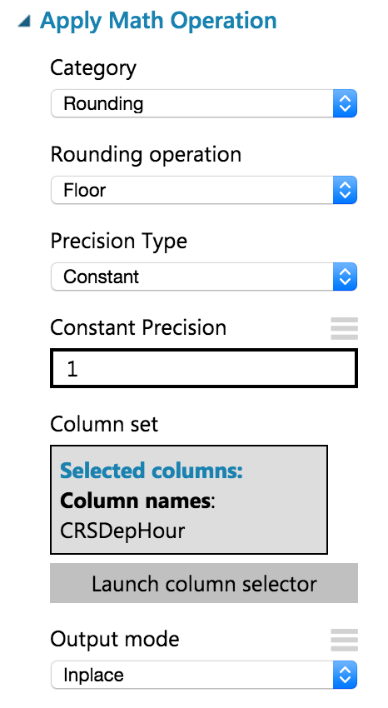 Apply Math Operation
Category
Rounding
Rounding operation
Floor
Precision Type
Constant
Constant Precision
1
Column set
Selected columns:
Column names:
CRSDepHour
Launch column selector
Output mode
Inplace